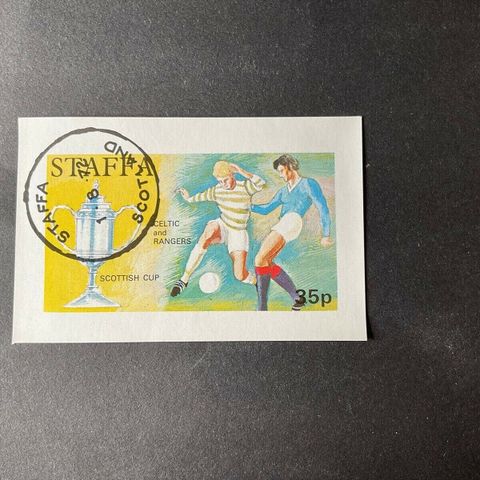 STAFFA
CELTIC
and
RANGERS
SCOTTISH CUP
35p
STAFFA
SCOTLAND